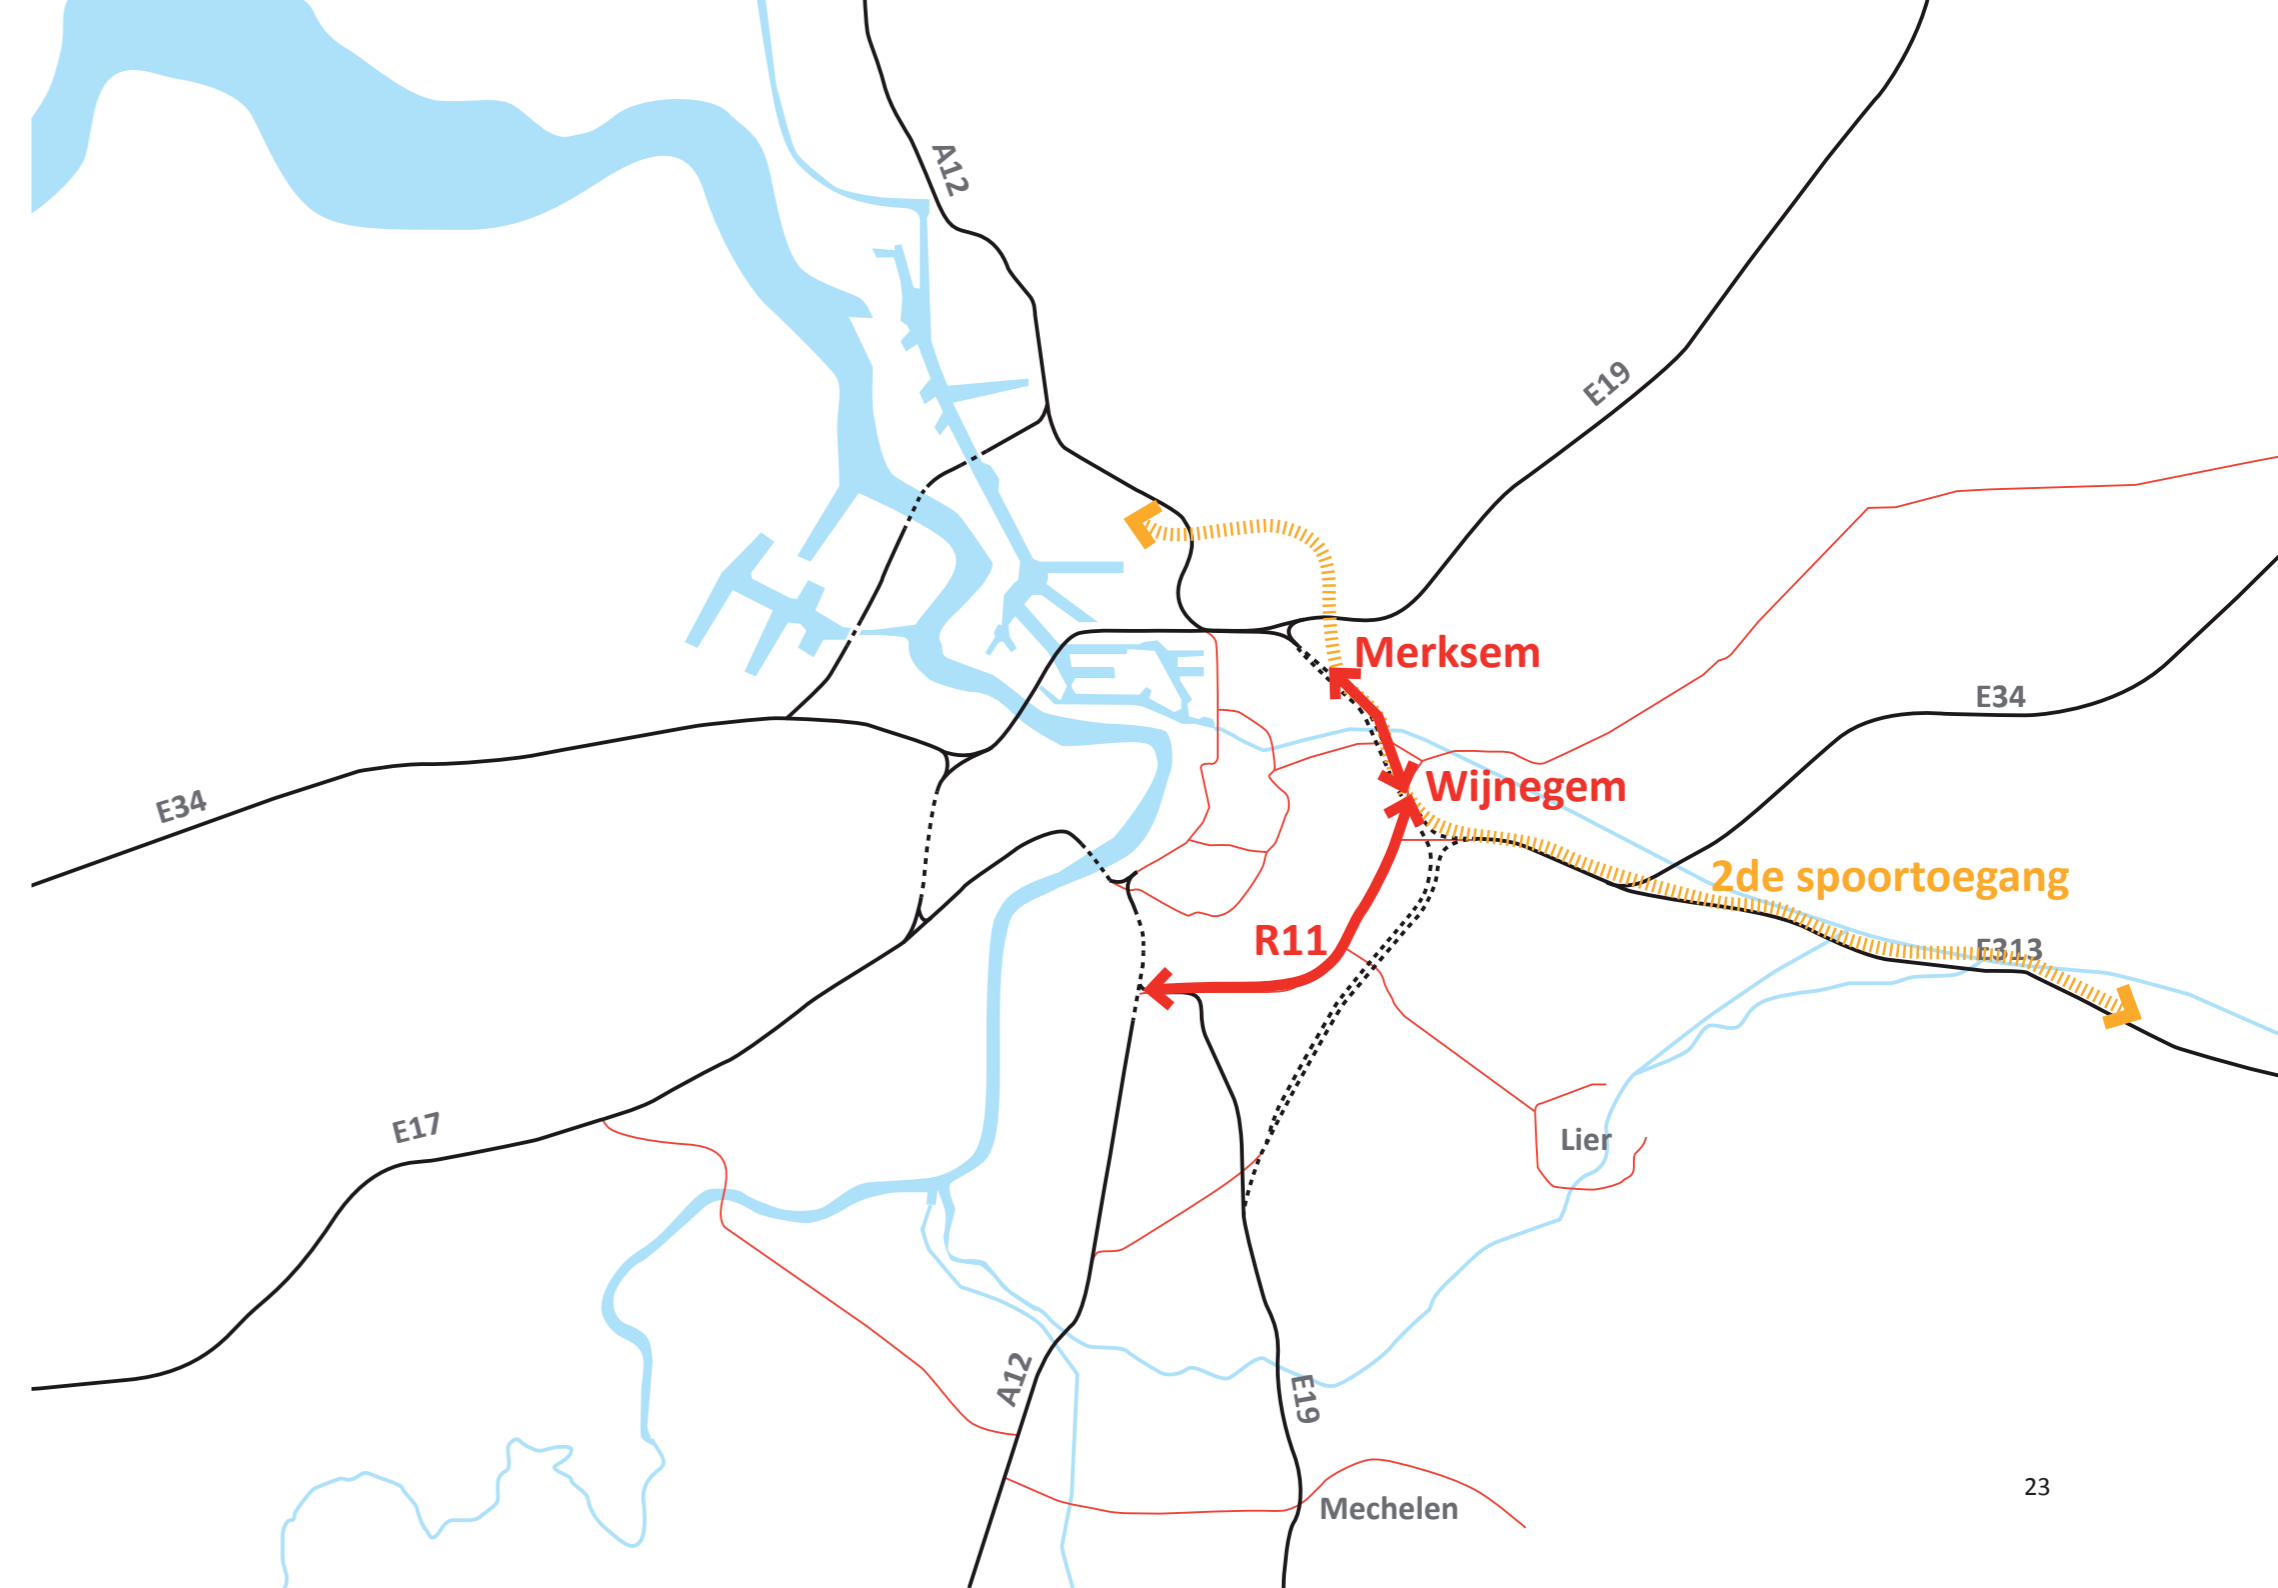 A12
E19
Merksem
E34
Wijnegem
E34
2de spoortoegang
R11
E313
E17
Lier
A12
E19
Mechelen
23